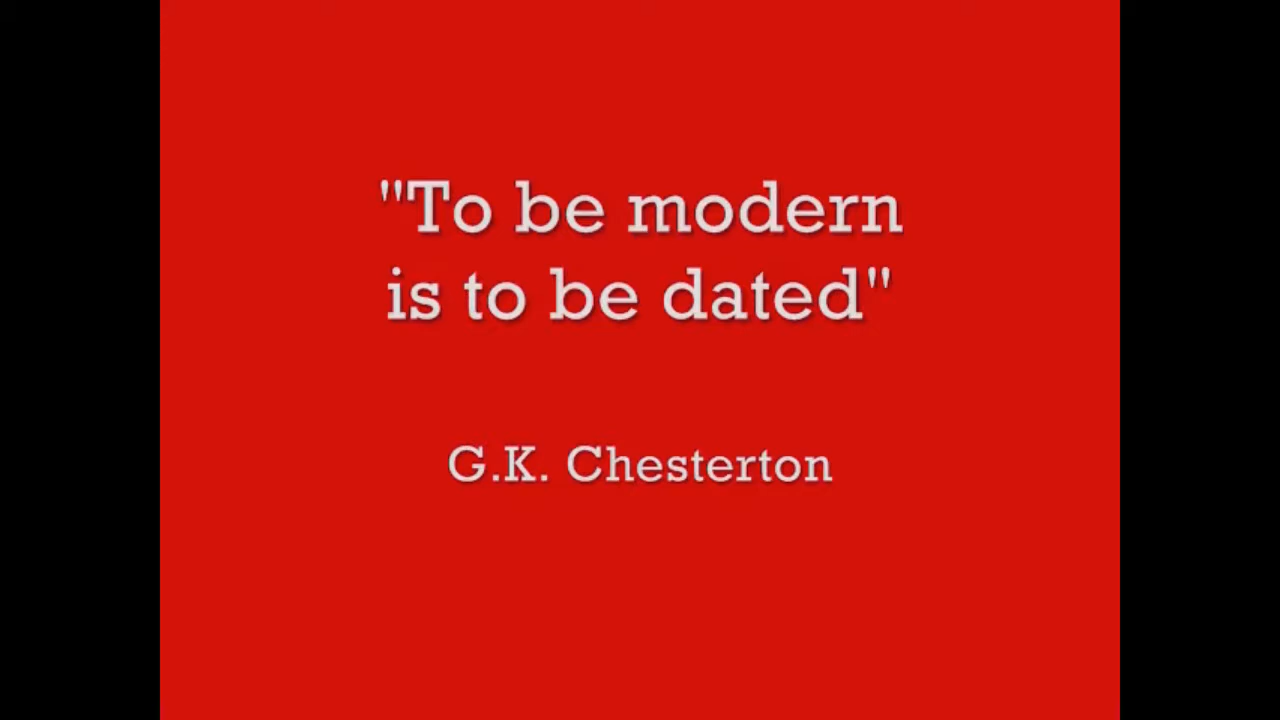 "To be modern
is to be dated"
G.K. Chesterton